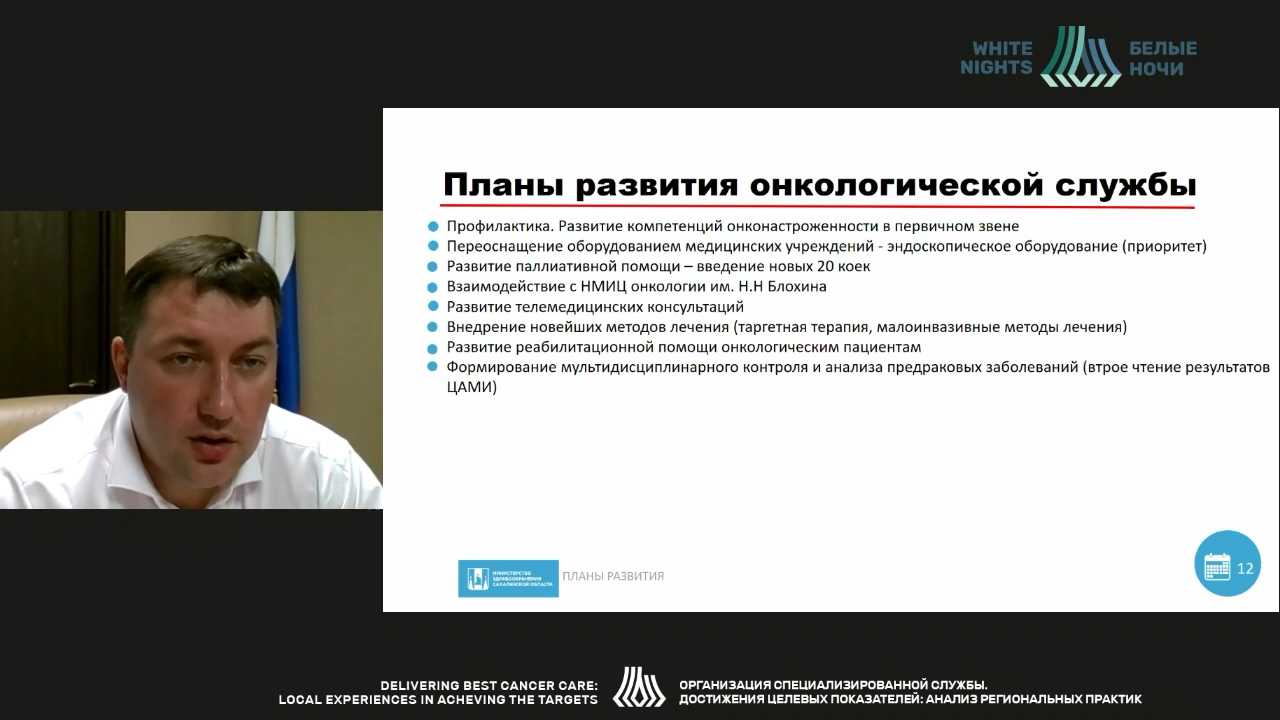 WHITE
NIGHTS
БЕЛЫЕ
НОЧИ
Планы развития онкологической службы
Профилактика. Развитие компетенций онконастроженности в первичном звене
Переоснащение оборудованием медицинских учреждений - эндоскопическое оборудование (приоритет)
Развитие паллиативной помощи – введение новых 20 коек
Взаимодействие с НМИЦ онкологии им. Н.Н Блохина
Развитие телемедицинских консультаций
Внедрение новейших методов лечения (таргетная терапия, малоинвазивные методы лечения)
Развитие реабилитационной помощи онкологическим пациентам
Формирование мультидисциплинарного контроля и анализа предраковых заболеваний (втрое чтение результатов
ЦАМИ)
МИНИСТЕРСТВО
ЗДРАВООХРАНЕНИЯ
САХАЛИНСКОЙ ОБЛАСТИ
ПЛАНЫ РАЗВИТИЯ
12
DELIVERING BEST CANCER CARE:
LOCAL EXPERIENCES IN ACHEVING THE TARGETS
ОРГАНИЗАЦИЯ СПЕЦИАЛИЗИРОВАННОЙ СЛУЖБЫ.
ДОСТИЖЕНИЯ ЦЕЛЕВЫХ ПОКАЗАТЕЛЕЙ: АНАЛИЗ РЕГИОНАЛЬНЫХ ПРАКТИК